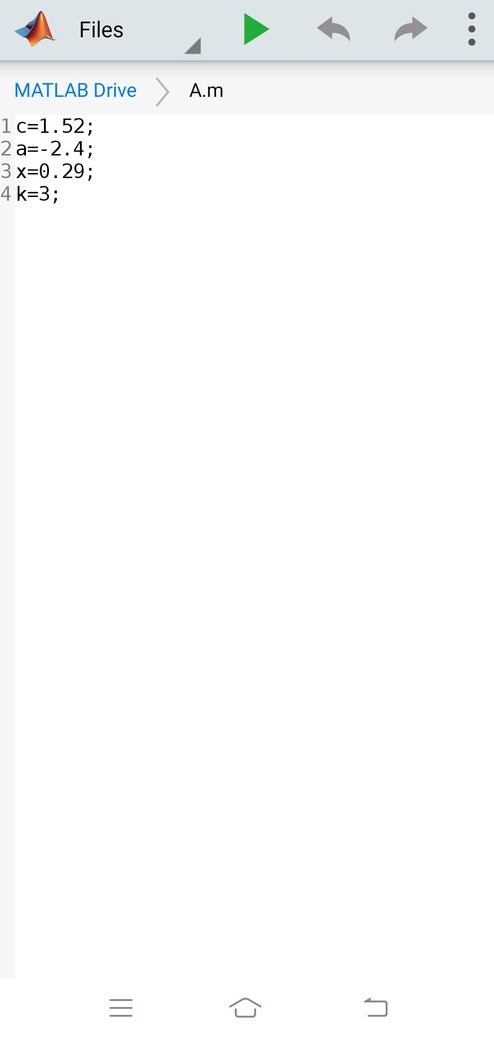 Files
MATLAB Drive A.m
1 c=1.52;
2 a=-2.4;
3 x=0.29;
4 k=3;